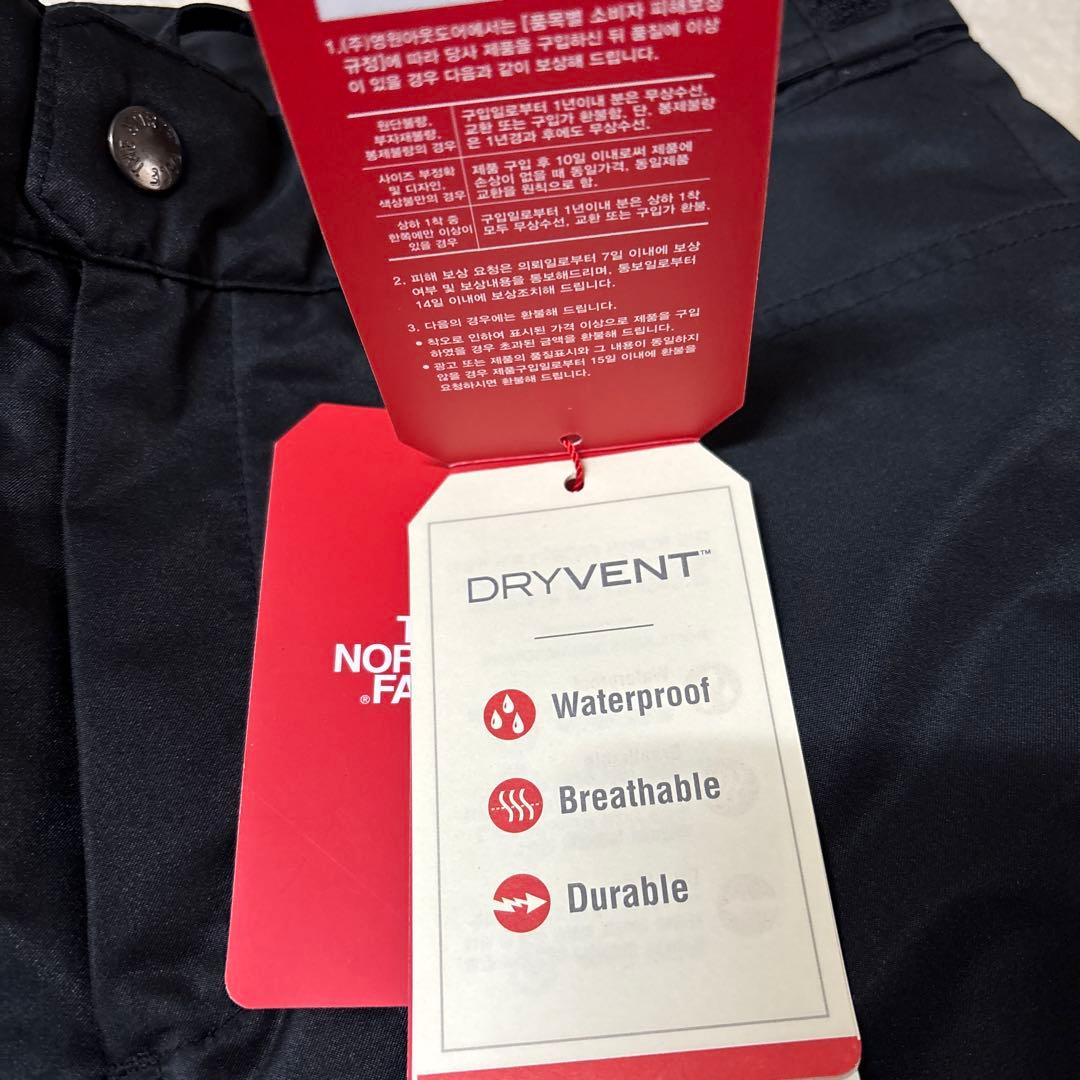 1.(주)영원아웃도어에서는 [품목별 소비자 피해보상
규정]에 따라 당사 제품을 구입하신 뒤 품질에 이상
이 있을 경우 다음과 같이 보상해 드립니다.
원단불량,
부자재불량,
봉제불량의 경우
구입일로부터 1년이내 분은 무상수선,
교환 또는 구입가 환불함. 단, 봉제불량
은 1년경과 후에도 무상수선.
사이즈 부정확
및 디자인,
색상불만의 경우
제품 구입 후 10일 이내로써 제품에
손상이 없을 때 동일가격, 동일제품
교환을 원칙으로 함.
상하 1착 중
한쪽에만 이상이
있을 경우
구입일로부터 1년이내 분은 상하 1착
모두 무상수선, 교환 또는 구입가 환불.
2. 피해 보상 요청은 의뢰일로부터 7일 이내에 보상
여부 및 보상내용을 통보해드리며, 통보일로부터
14일 이내에 보상조치해 드립니다.
3. 다음의 경우에는 환불해 드립니다.
● 착오로 인하여 표시된 가격 이상으로 제품을 구입
하였을 경우 초과된 금액을 환불해 드립니다.
● 광고 또는 제품의 품질표시와 그 내용이 동일하지
않을 경우 제품구입일로부터 15일 이내에 환불을
요청하시면 환불해 드립니다.
T
NOR
®FA
DRYVENT™
Waterproof
Breathable
Durable